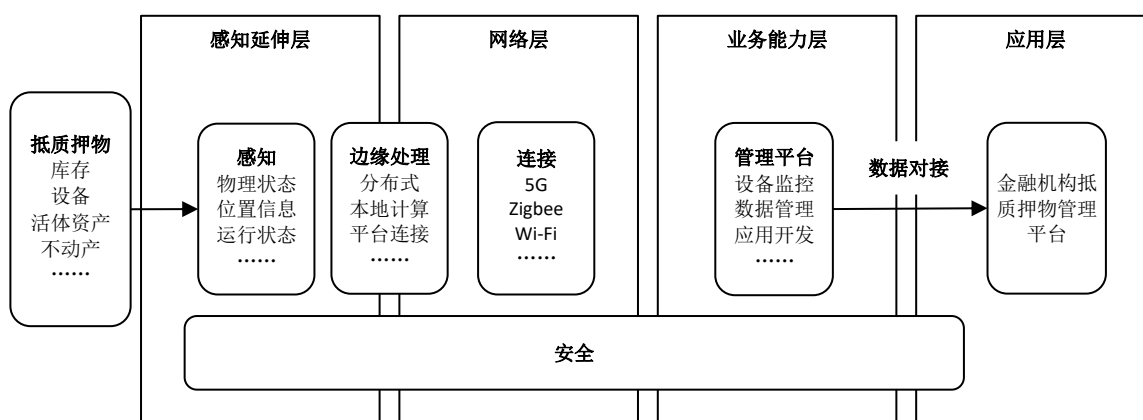 感知延伸层
网络层
业务能力层
应用层
抵质押物
库存
设备
活体资产
不动产
……
感知
物理状态
位置信息
运行状态
……
边缘处理
分布式
本地计算
平台连接
……
连接
5G
Zigbee
Wi-Fi
……
管理平台
设备监控
数据管理
应用开发
……
数据对接
金融机构抵
质押物管理
平台
安全